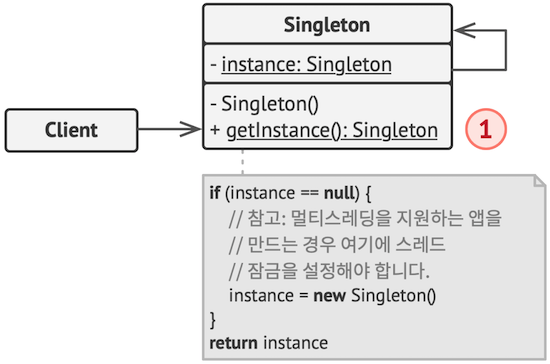 Singleton
- instance: Singleton
- Singleton()
+ getInstance(): Singleton
Client
1
if (instance == null) {
// 참고: 멀티스레딩을 지원하는 앱을
// 만드는 경우 여기에 스레드
// 잠금을 설정해야 합니다.
instance = new Singleton()
}
return instance